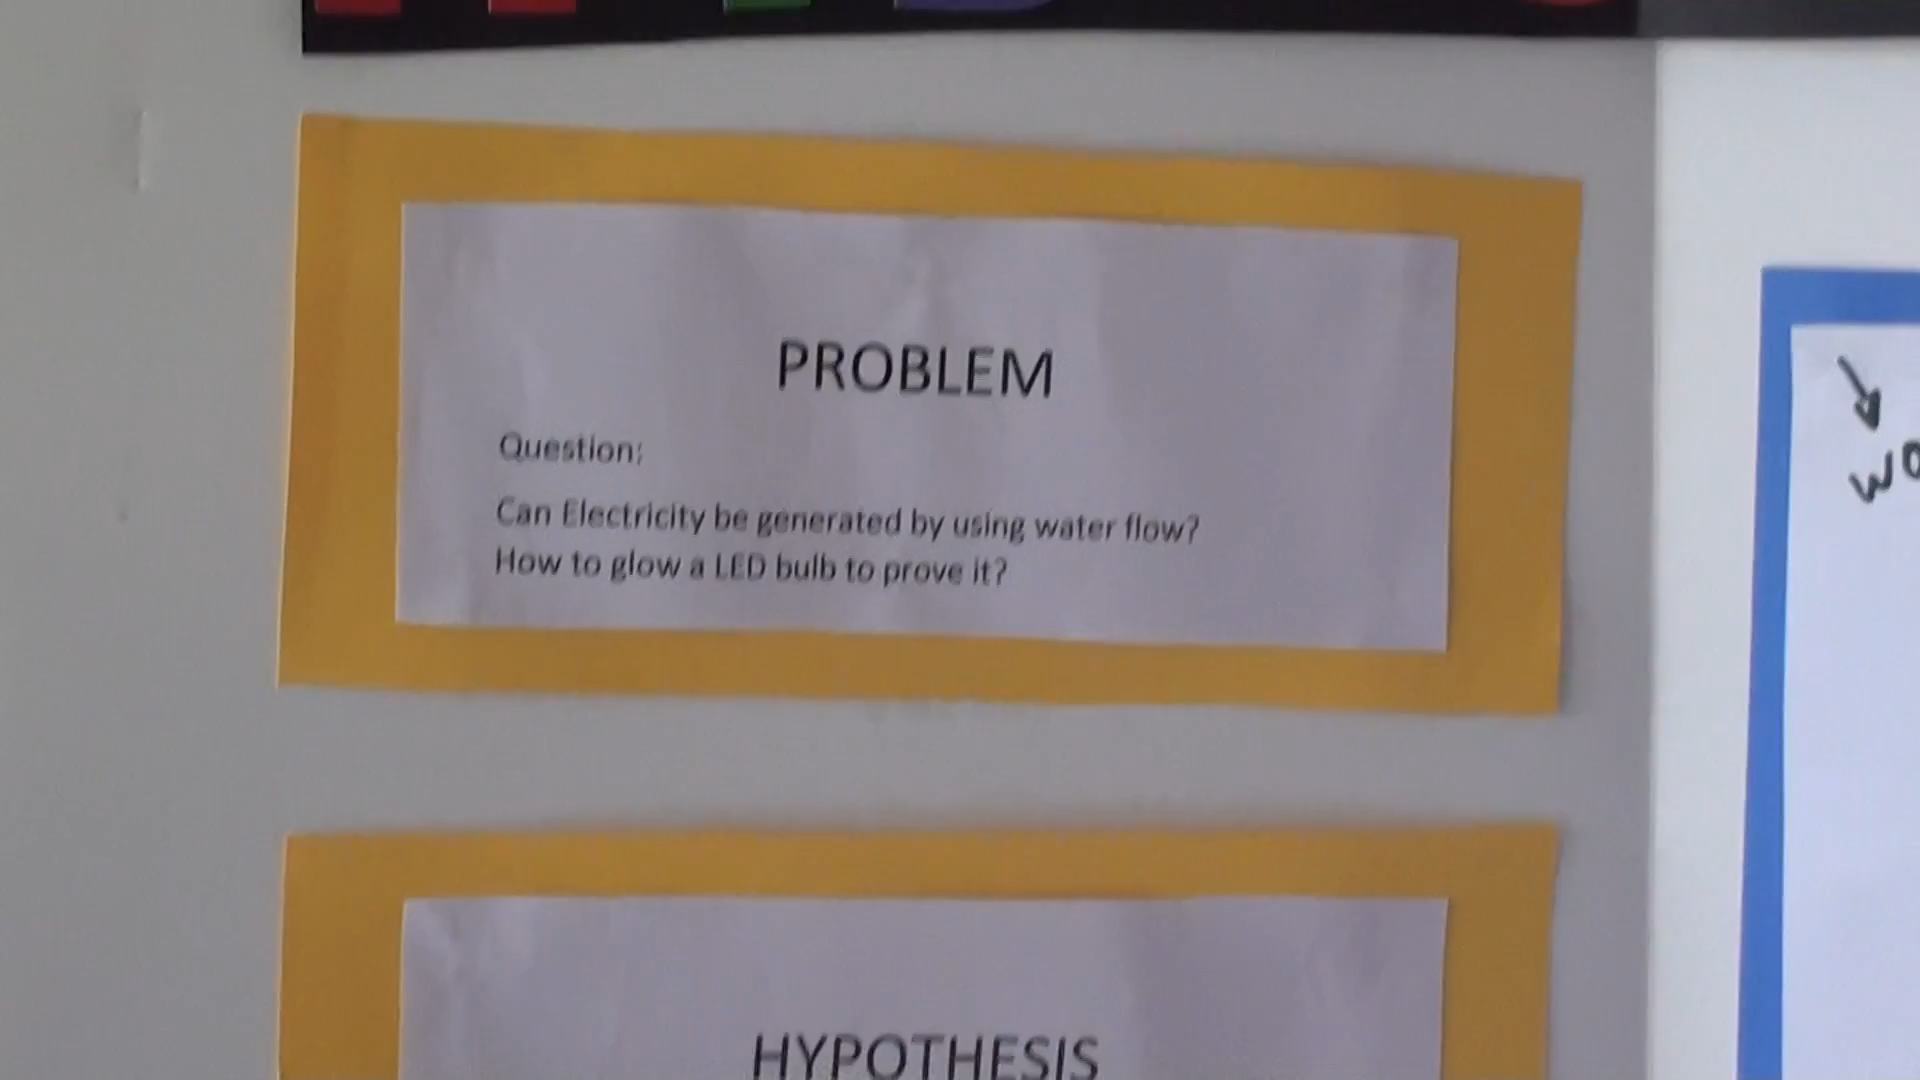 PROBLEM
Question:
Can Electricity be generated by using water flow?
How to glow a LED bulb to prove it?
HYPOTHESIS